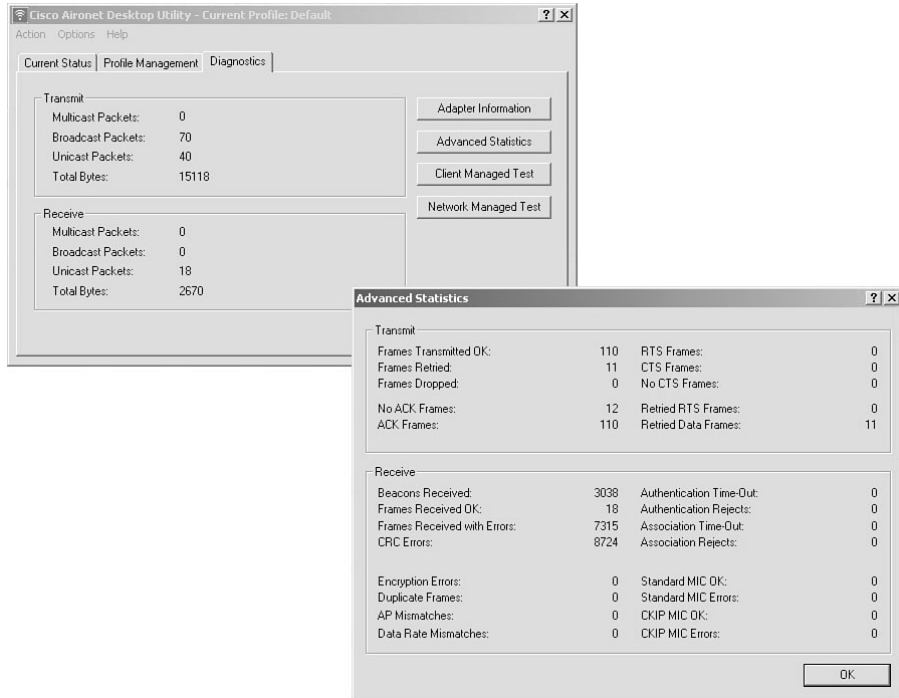 Cisco Aironet Desktop Utility - Current Profile: Default
Action Options Help
Current Status Profile Management Diagnostics
Transmit
Multicast Packets: 0
Broadcast Packets: 70
Unicast Packets: 40
Total Bytes: 15118
Receive
Multicast Packets: 0
Broadcast Packets: 0
Unicast Packets: 18
Total Bytes: 2670
Adapter Information
Advanced Statistics
Client Managed Test
Network Managed Test
Advanced Statistics
Transmit
Frames Transmitted OK: 110 RTS Frames: 0
Frames Retried: 11 CTS Frames: 0
Frames Dropped: 0 No CTS Frames: 0
No ACK Frames: 12 Retried RTS Frames: 0
ACK Frames: 110 Retried Data Frames: 11
Receive
Beacons Received: 3038 Authentication Time-Out: 0
Frames Received OK: 18 Authentication Rejects: 0
Frames Received with Errors: 7315 Association Time-Out: 0
CRC Errors: 8724 Association Rejects: 0
Encryption Errors: 0 Standard MIC OK: 0
Duplicate Frames: 0 Standard MIC Errors: 0
AP Mismatches: 0 CKIP MIC OK: 0
Data Rate Mismatches: 0 CKIP MIC Errors: 0
OK